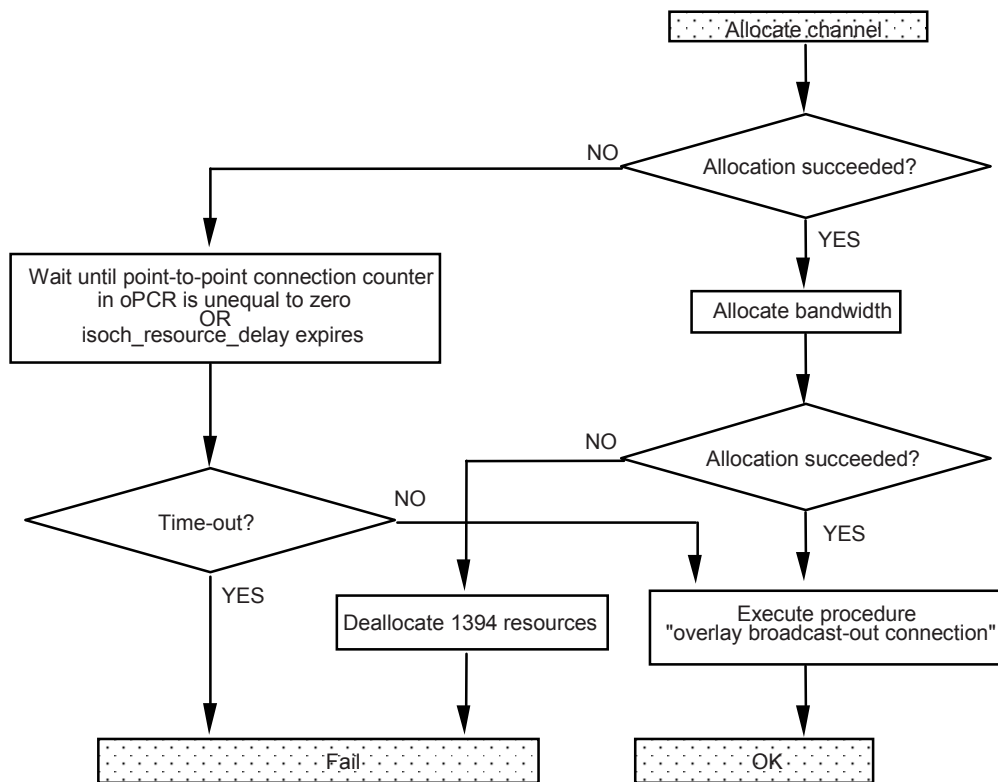 Allocate channel
NO
Allocation succeeded?
YES
Wait until point-to-point connection counter
in oPCR is unequal to zero
OR
isoch_resource_delay expires
Allocate bandwidth
NO
Allocation succeeded?
NO
Time-out?
YES
YES
Deallocate 1394 resources
Execute procedure
"overlay broadcast-out connection"
Fail
OK